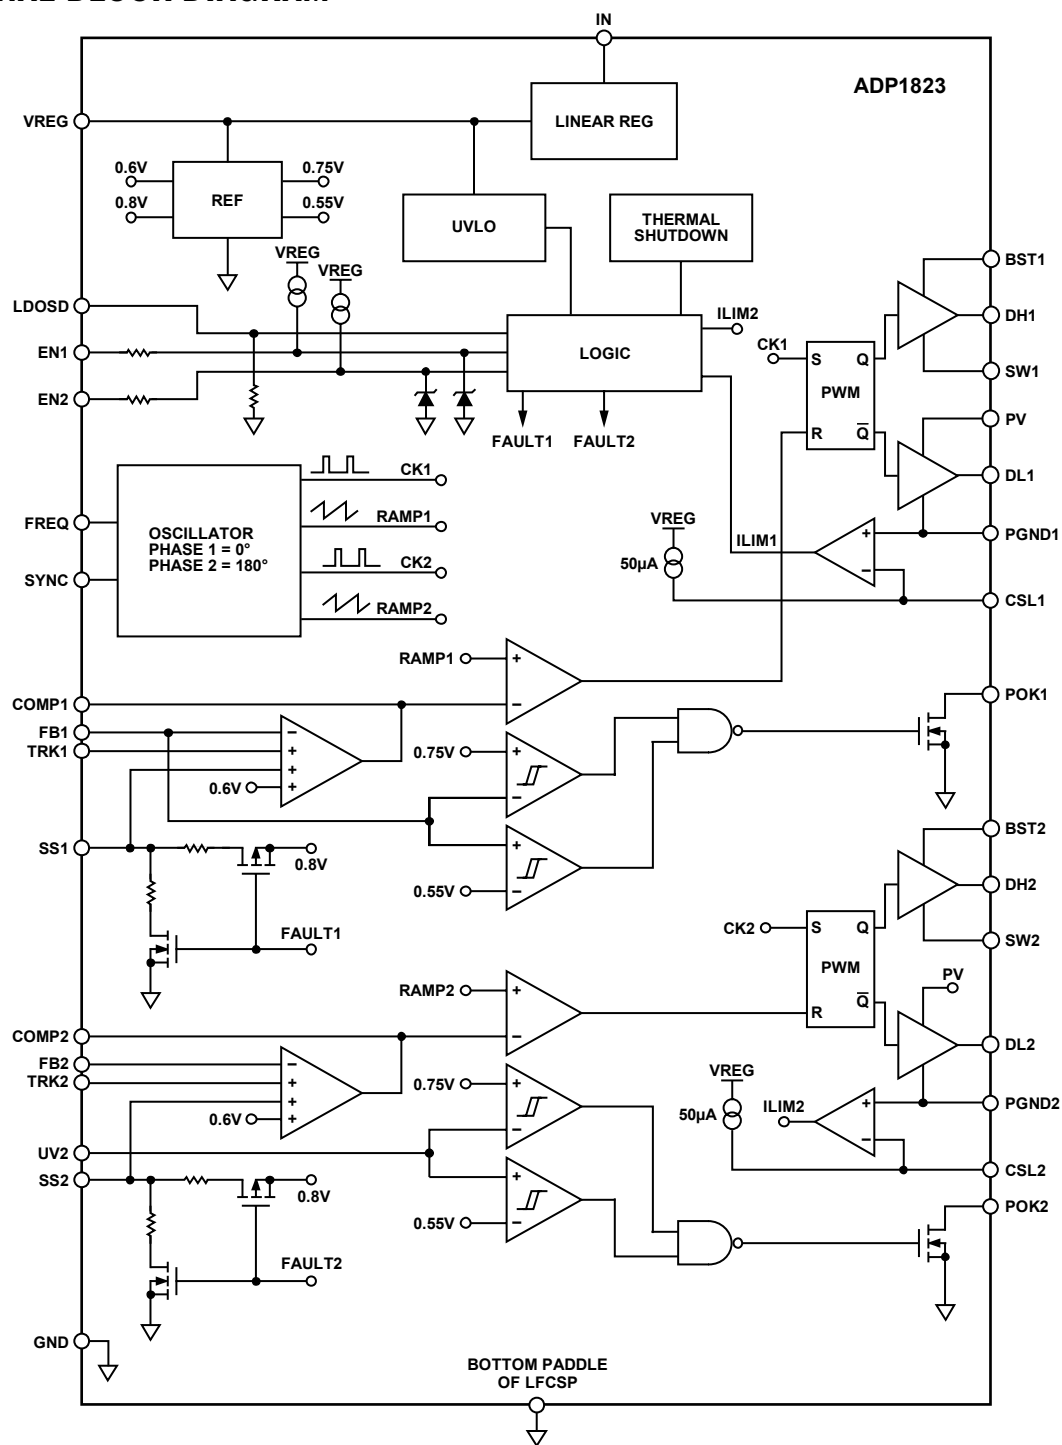 IN
ADP1823
VREG
LINEAR REG
0.6V
0.75V
REF
0.8V
0.55V
UVLO
THERMAL
SHUTDOWN
VREG
VREG
BST1
LDOSD
ILIM2
DH1
EN1
LOGIC
CK1
S
Q
SW1
EN2
PWM
PV
FAULT1
FAULT2
R
Q
CK1
DL1
FREQ
OSCILLATOR
PHASE 1 = 0°
PHASE 2 = 180°
RAMP1
VREG
ILIM1
+
PGND1
50µA
SYNC
CK2
–
CSL1
RAMP2
RAMP1
+
COMP1
–
POK1
FB1
–
TRK1
+
+
0.6V
+
0.75V
+
–
SS1
0.8V
+
0.55V
–
BST2
DH2
FAULT1
CK2
S
Q
SW2
PWM
PV
RAMP2
+
R
Q
COMP2
–
DL2
FB2
–
TRK2
+
+
0.6V
+
0.75V
+
–
VREG
50µA
ILIM2
+
PGND2
–
UV2
SS2
0.8V
+
0.55V
–
CSL2
POK2
FAULT2
GND
BOTTOM PADDLE
OF LFCSP